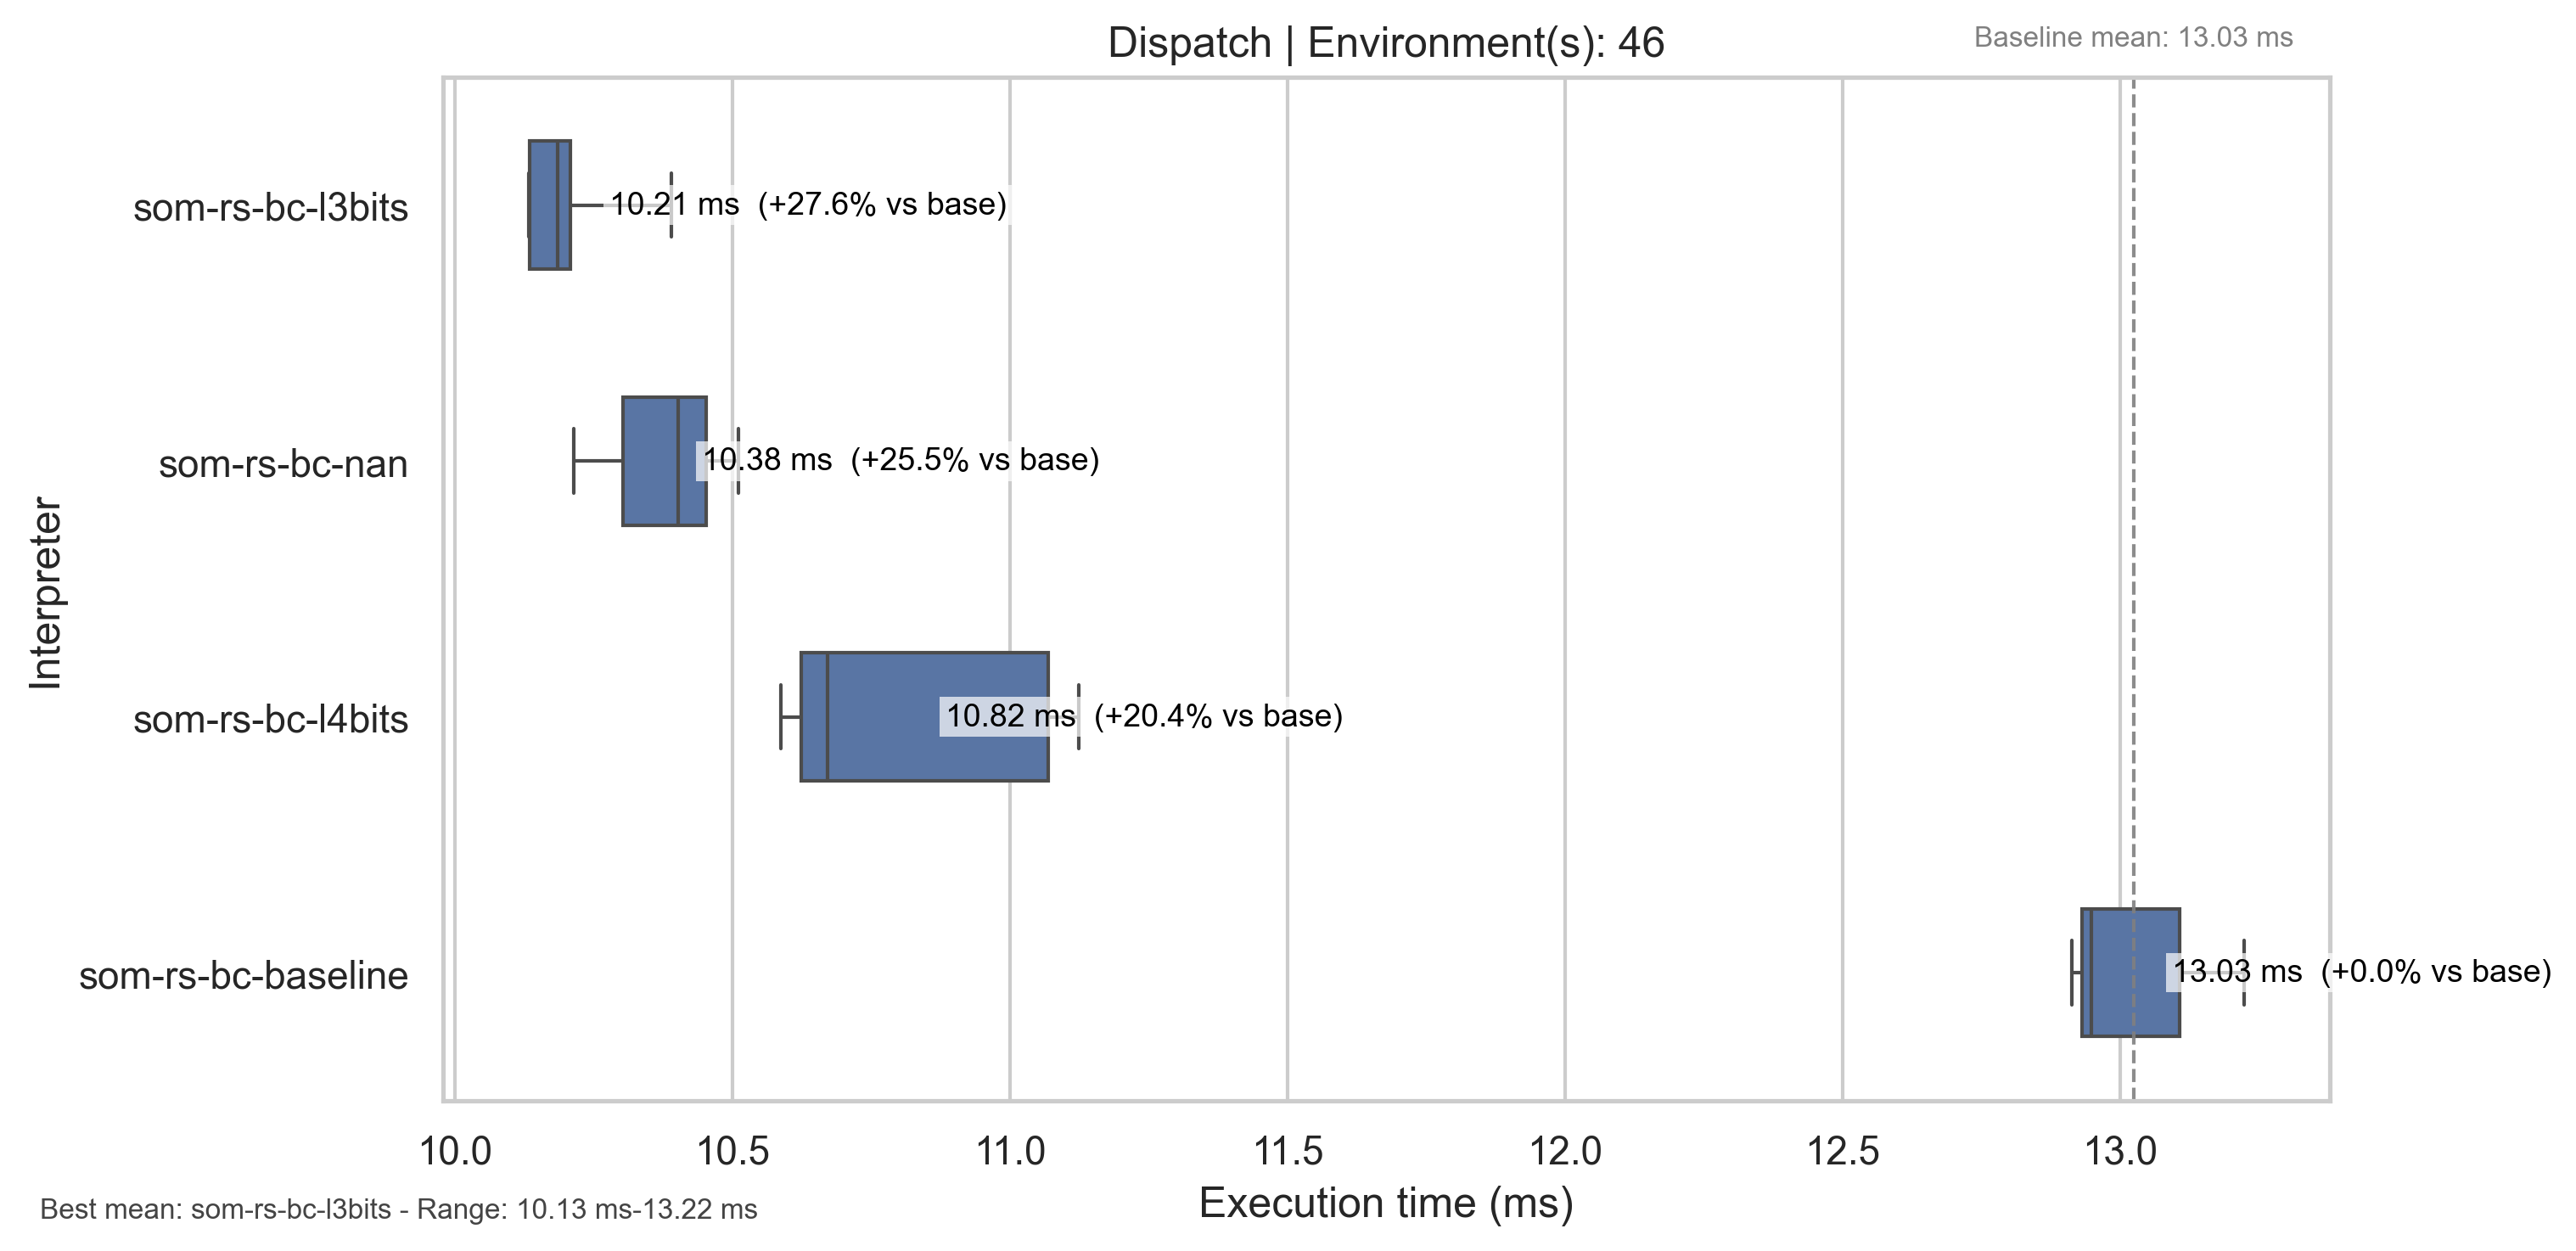 Dispatch | Environment(s): 46
Baseline mean: 13.03 ms
Interpreter
som-rs-bc-l3bits
10.21 ms (+27.6% vs base)
som-rs-bc-nan
10.38 ms (+25.5% vs base)
som-rs-bc-l4bits
10.82 ms (+20.4% vs base)
som-rs-bc-baseline
13.03 ms (+0.0% vs base)
10.0 10.5 11.0 11.5 12.0 12.5 13.0
Execution time (ms)
Best mean: som-rs-bc-l3bits - Range: 10.13 ms-13.22 ms